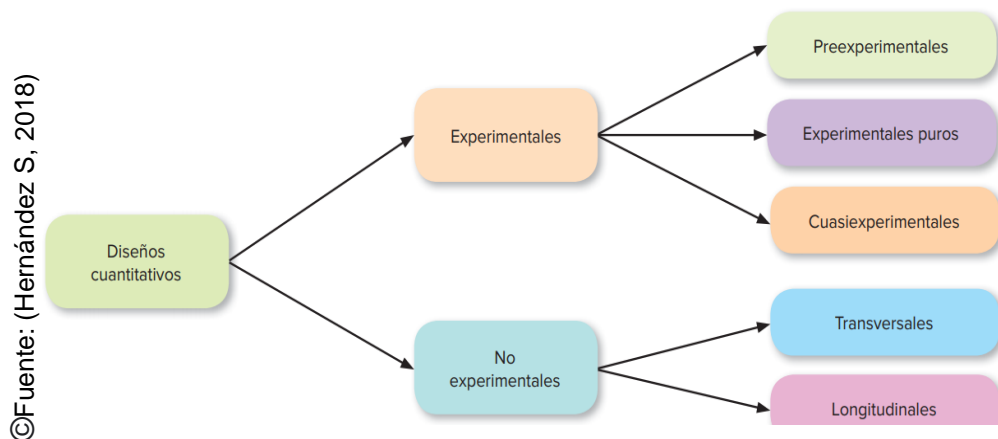 ©Fuente: (Hernández S, 2018)
Diseños
cuantitativos
Experimentales
No
experimentales
Preexperimentales
Experimentales puros
Cuasiexperimentales
Transversales
Longitudinales